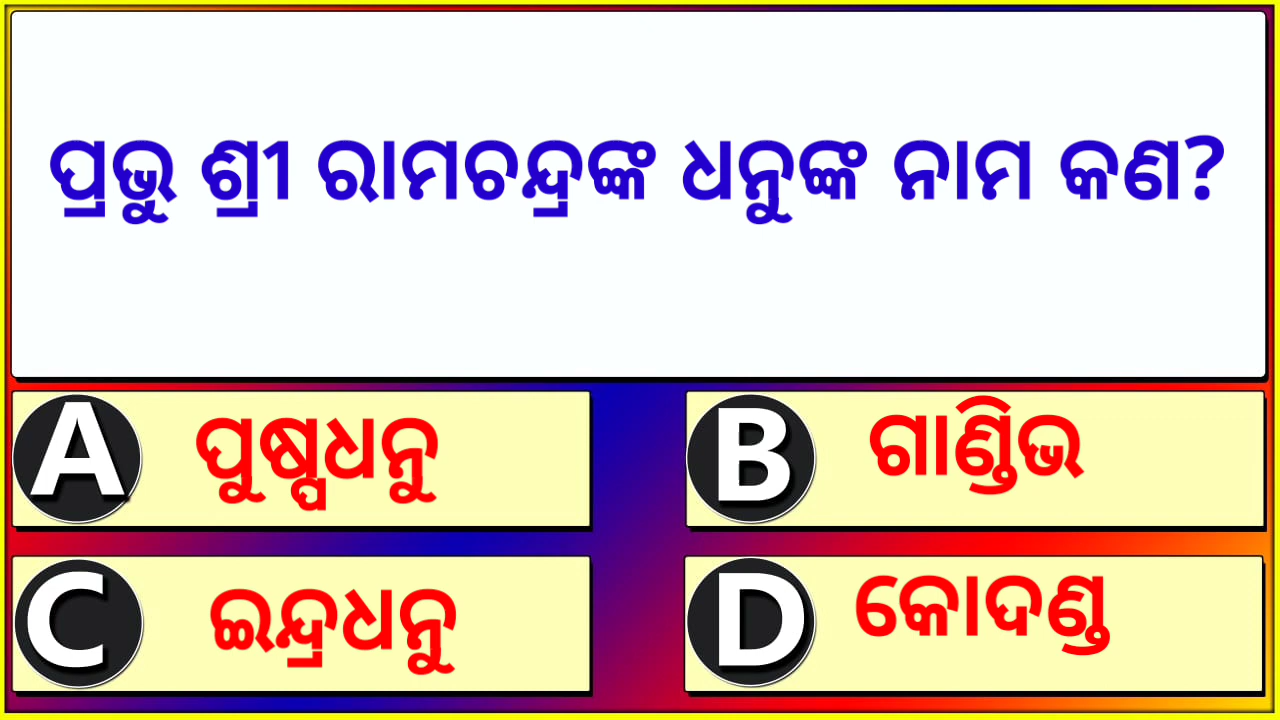 ପ୍ରଭୁ ଶ୍ରୀ ରାମଚନ୍ଦ୍ରଙ୍କ ଧନୁଙ୍କ ନାମ କଣ?
A ପୁଷ୍ପଧନୁ
B ଗାଣ୍ଡିଭ
C ଇନ୍ଦ୍ରଧନୁ
D କୋଦଣ୍ଡ